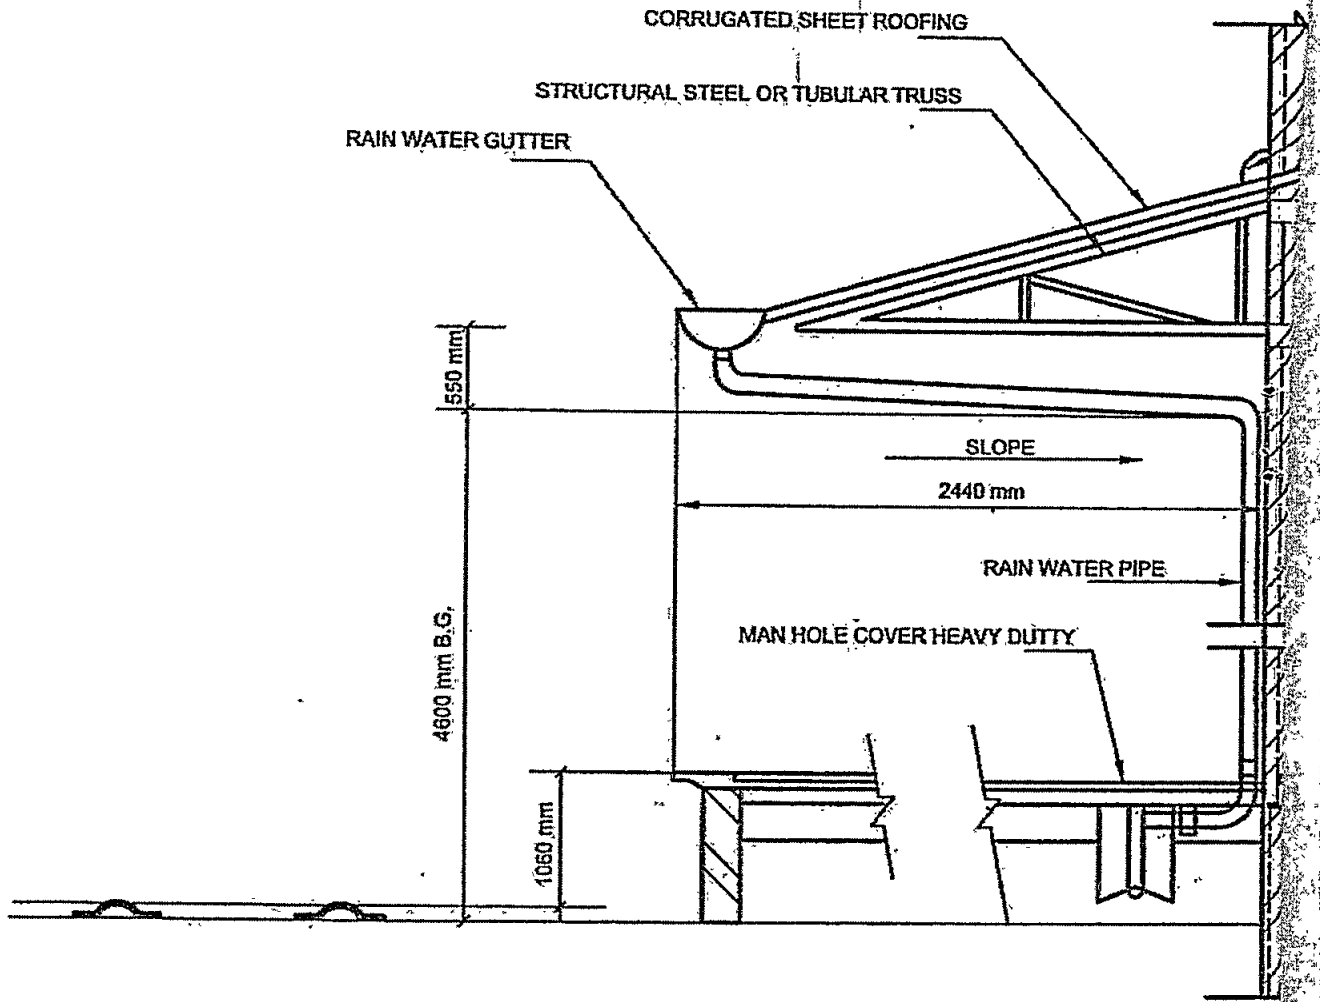 CORRUGATED SHEET ROOFING
STRUCTURAL STEEL OR TUBULAR TRUSS
RAIN WATER GUTTER
550 mm
SLOPE
2440 mm
RAIN WATER PIPE
4600 mm B.G.
MAN HOLE COVER HEAVY DUTTY
1060 mm